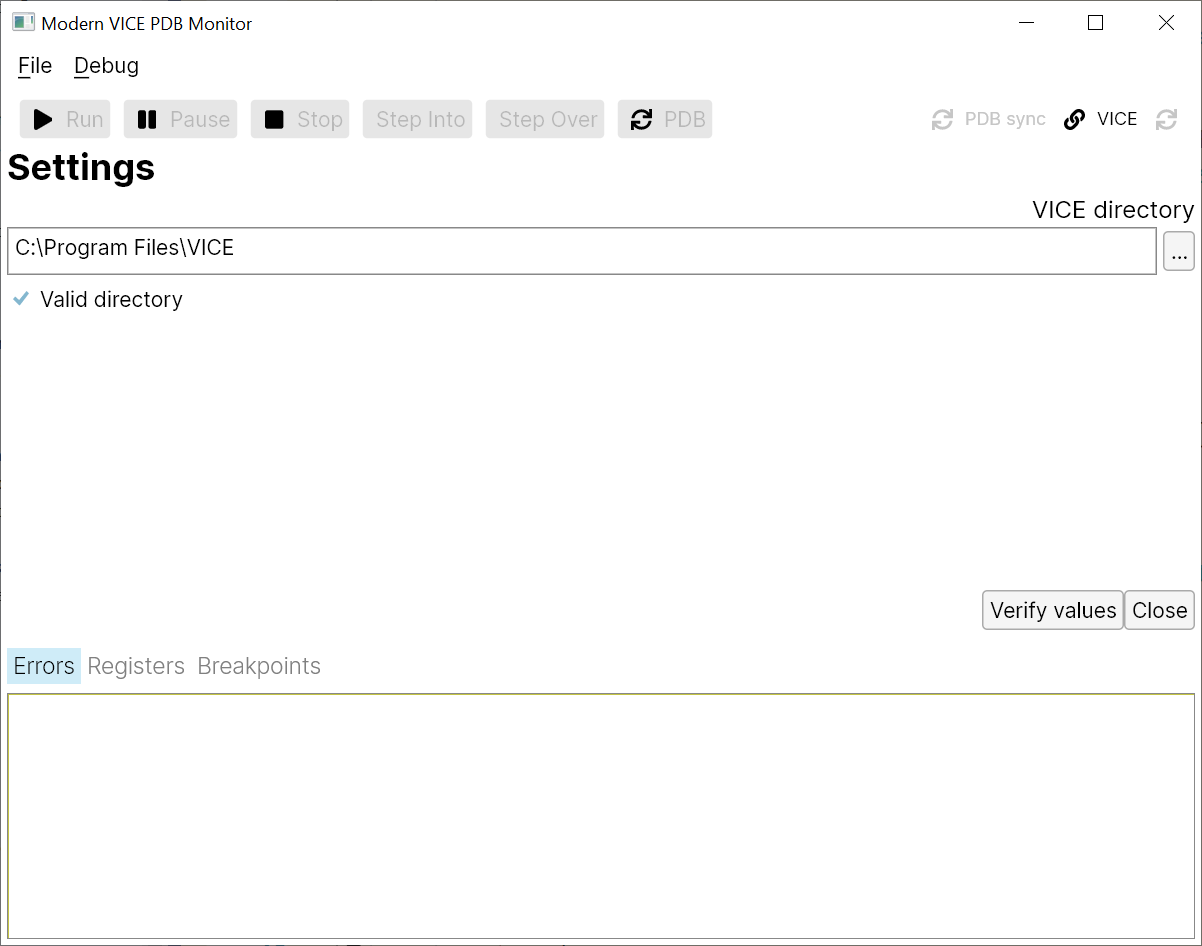 Modern VICE PDB Monitor
File Debug
Run Pause Stop Step Into Step Over PDB PDB sync VICE
Settings
VICE directory
C:\Program Files\VICE
...
Valid directory
Verify values Close
Errors Registers Breakpoints